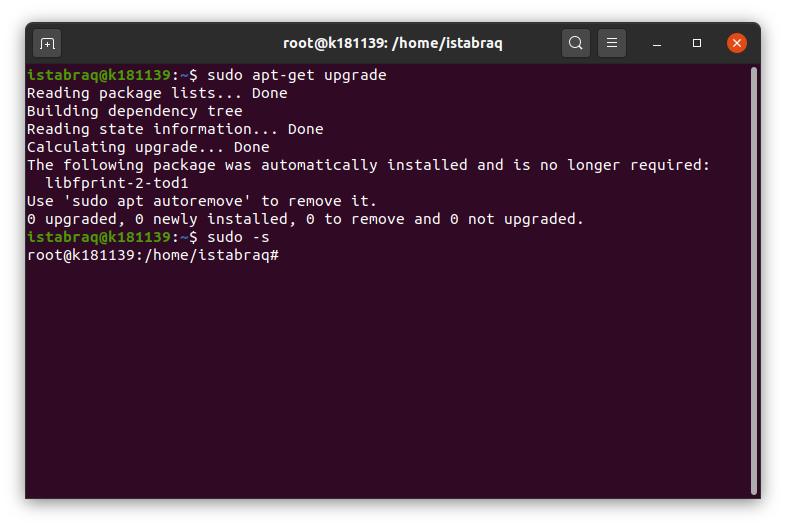 root@k181139: /home/istabraq
istabraq@k181139:~$ sudo apt-get upgrade
Reading package lists... Done
Building dependency tree
Reading state information... Done
Calculating upgrade... Done
The following package was automatically installed and is no longer required:
  libfprint-2-tod1
Use 'sudo apt autoremove' to remove it.
0 upgraded, 0 newly installed, 0 to remove and 0 not upgraded.
istabraq@k181139:~$ sudo -s
root@k181139:/home/istabraq#